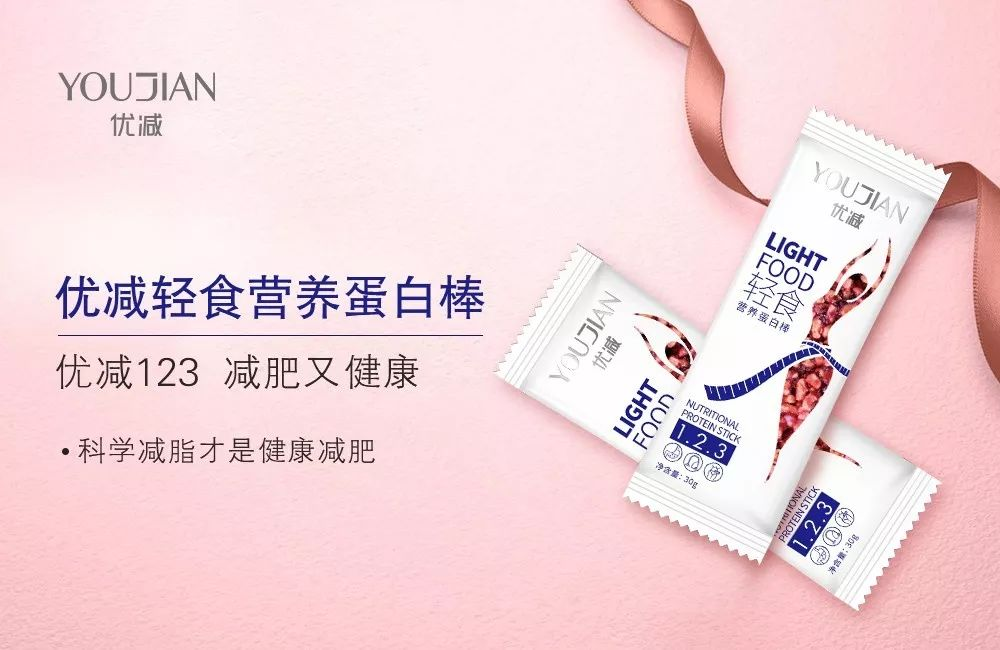 YOUJIAN
优减
优减轻食营养蛋白棒
优减123 减肥又健康
•科学减脂才是健康减肥
YOUJIAN
优减
LIGHT
FOOD
轻食
营养蛋白棒
NUTRITIONAL
PROTEIN STICK
1.2.3
净含量：30g
YOUJIAN
优减
LIGHT
FOOD
NUTRITIONAL
PROTEIN STICK
1.2.3
净含量：30g